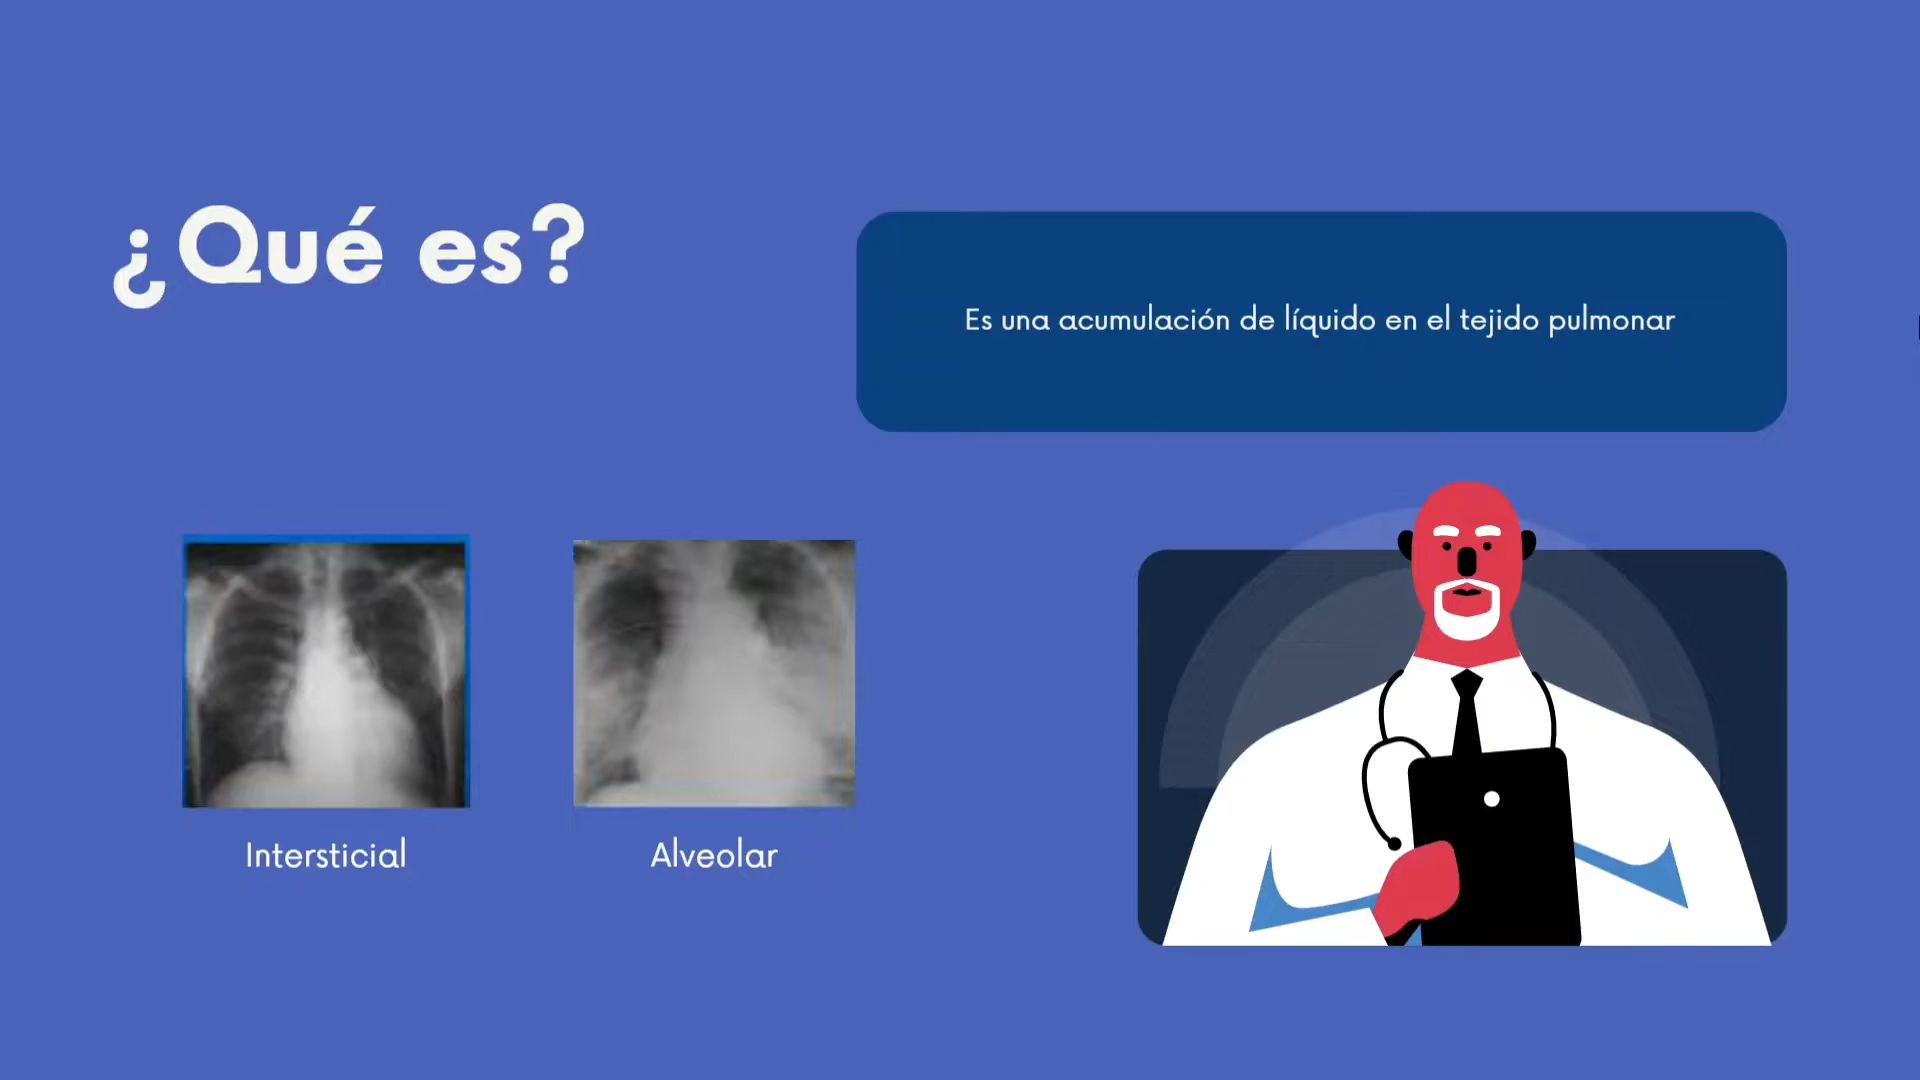 ¿Qué es?
Es una acumulación de líquido en el tejido pulmonar
Intersticial
Alveolar